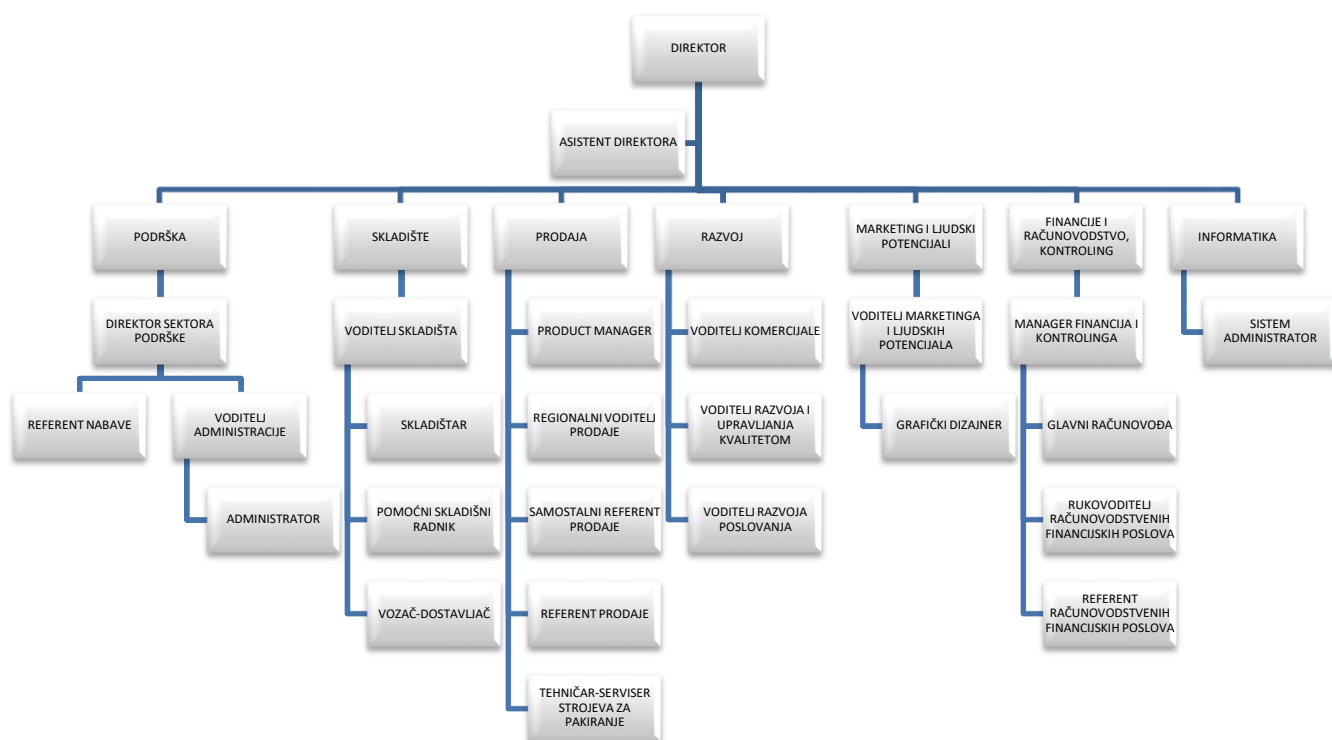 DIREKTOR
ASISTENT DIREKTORA
PODRŠKA
SKLADIŠTE
PRODAJA
RAZVOJ
MARKETING I LJUDSKI
POTENCIJALI
FINANCIJE I
RAČUNOVODSTVO,
KONTROLING
INFORMATIKA
DIREKTOR SEKTORA
PODRŠKE
VODITELJ SKLADIŠTA
PRODUCT MANAGER
VODITELJ KOMERCIJALE
VODITELJ MARKETINGA
I LJUDSKIH
POTENCIJALA
MANAGER FINANCIJA I
KONTROLINGA
SISTEM
ADMINISTRATOR
REFERENT NABAVE
VODITELJ
ADMINISTRACIJE
SKLADIŠTAR
REGIONALNI VODITELJ
PRODAJE
VODITELJ RAZVOJA I
UPRAVLJANJA
KVALITETOM
GRAFIČKI DIZAJNER
GLAVNI RAČUNOVOĐA
ADMINISTRATOR
POMOĆNI SKLADIŠNI
RADNIK
SAMOSTALNI REFERENT
PRODAJE
VODITELJ RAZVOJA
POSLOVANJA
RUKOVODITELJ
RAČUNOVODSTVENIH
FINANCIJSKIH POSLOVA
VOZAČ-DOSTAVLJAČ
REFERENT PRODAJE
REFERENT
RAČUNOVODSTVENIH
FINANCIJSKIH POSLOVA
TEHNIČAR-SERVISER
STROJEVA ZA
PAKIRANJE